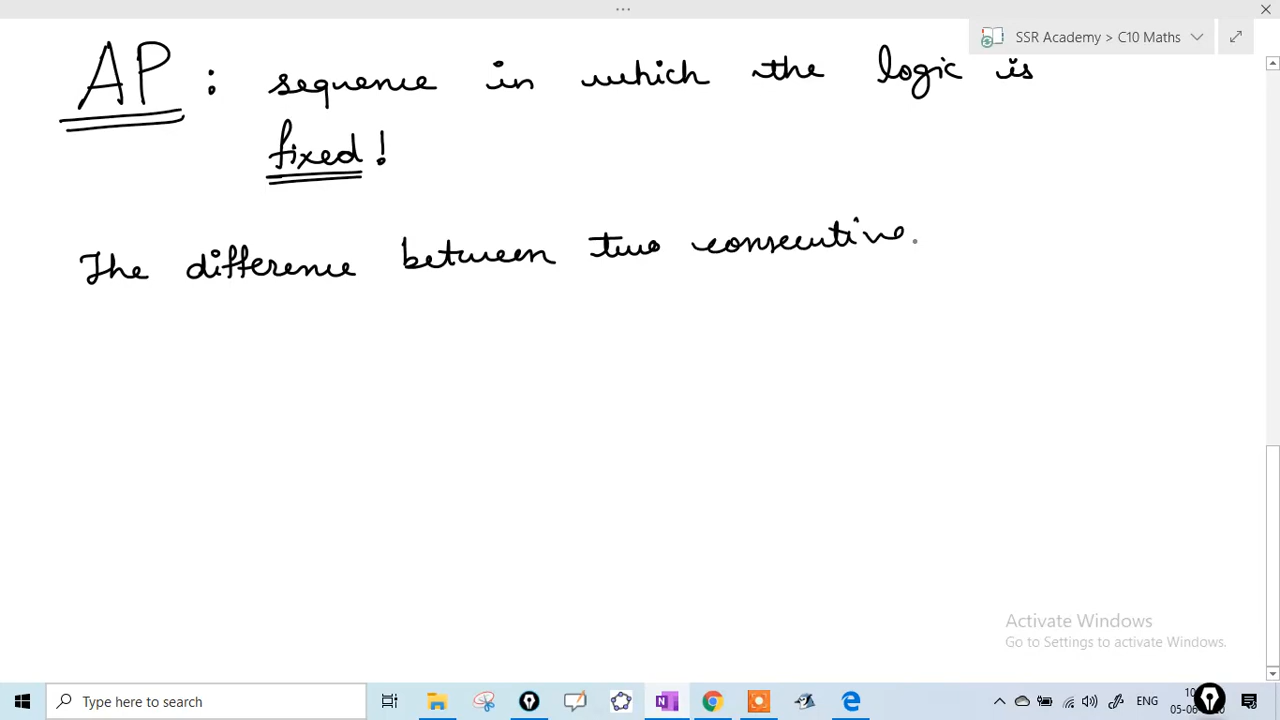 SSR Academy > C10 Maths
AP : sequence in which the logic is
fixed!
The difference between two consecutive
Activate Windows
Go to Settings to activate Windows.
Type here to search
ENG